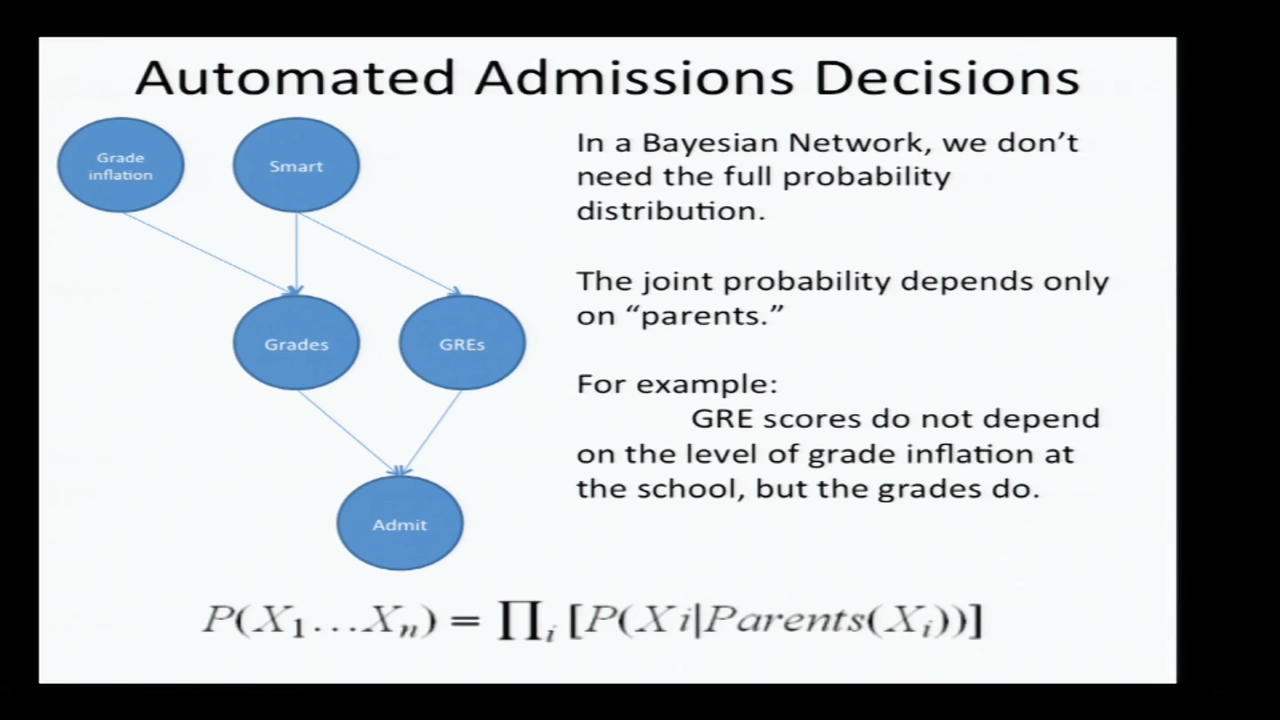 Automated Admissions Decisions
Grade
inflation
Smart
Grades
GREs
Admit
In a Bayesian Network, we don't
need the full probability
distribution.
The joint probability depends only
on “parents.”
For example:
GRE scores do not depend
on the level of grade inflation at
the school, but the grades do.
P(X₁…Xₙ) = ∏ᵢ [P(Xi|Parents(Xᵢ))]